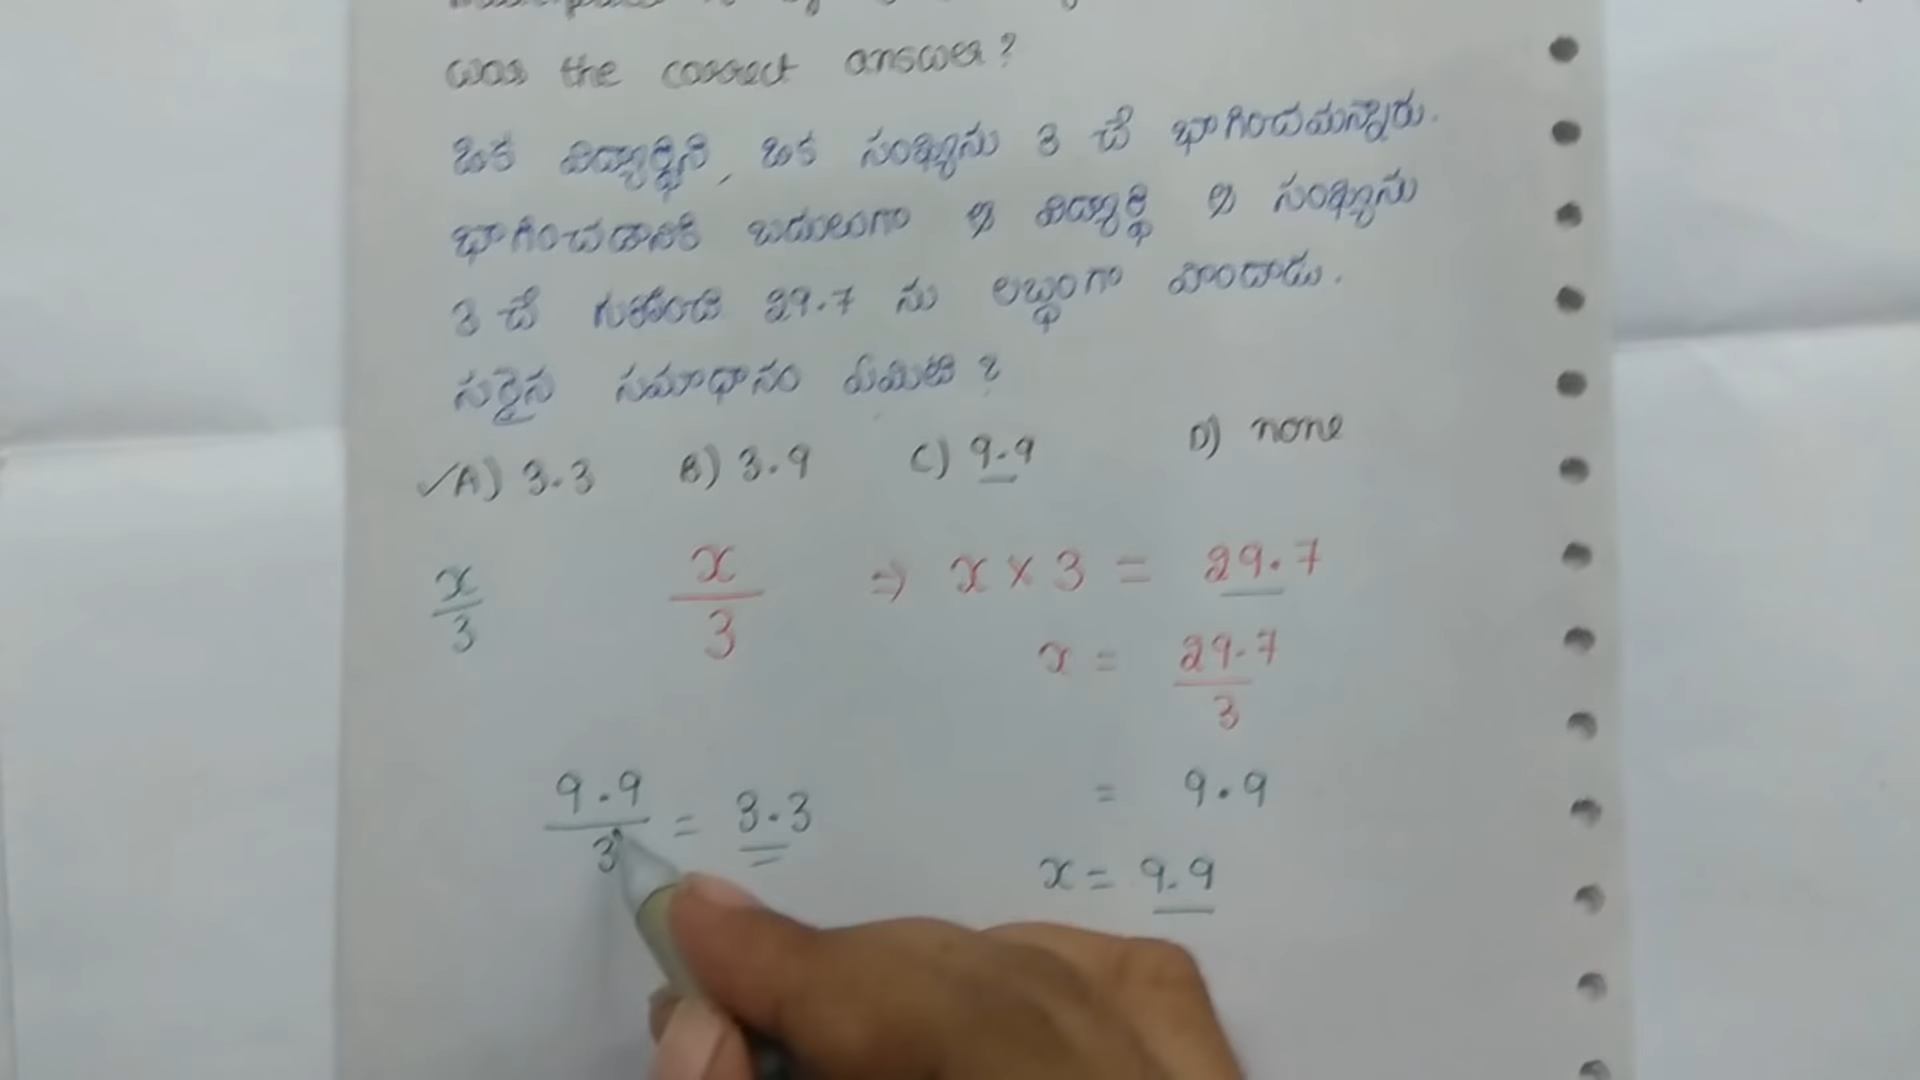 was the correct answer?
ఒక విద్యార్థిని, ఒక సంఖ్యను 3 చే భాగించమన్నారు.
భాగించడానికి బదులుగా ఆ విద్యార్థి ఆ సంఖ్యను
3 చే గుణించి 29.7 ను లబ్ధంగా పొందాడు.
సరైన సమాధానం ఏమిటి?
✓A) 3.3 B) 3.9 C) 9.9 D) none
x/3 x/3 ⇒ x × 3 = 29.7
x = 29.7/3
9.9/3 = 3.3 = 9.9
x = 9.9